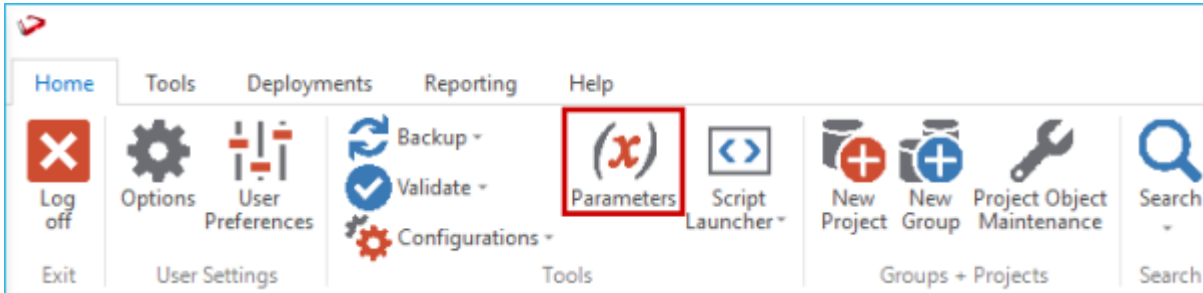 Home Tools Deployments Reporting Help
Backup
Validate
Configurations
Log off
Options
User Preferences
(x)
Parameters
Script Launcher
New Project
New Group
Project Object Maintenance
Search
Exit
User Settings
Tools
Groups + Projects
Search